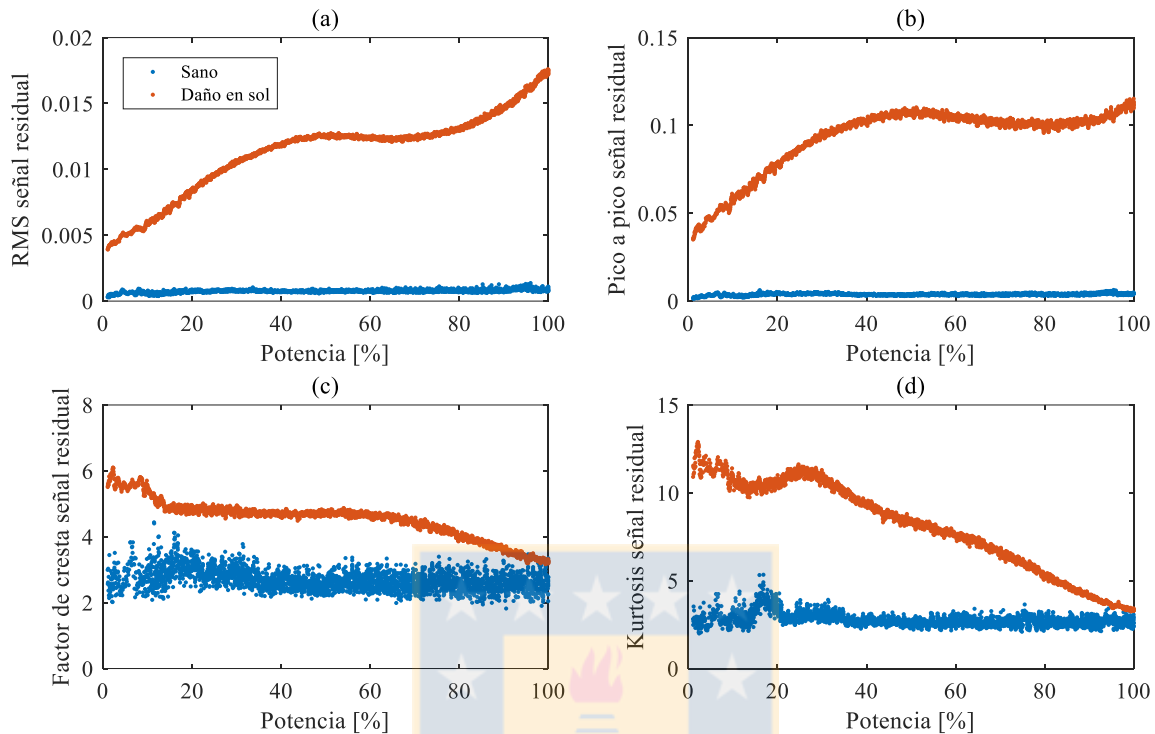 (a)
RMS señal residual
0.02
0.015
0.01
0.005
0
Sano
Daño en sol
0 20 40 60 80 100
Potencia [%]
(b)
Pico a pico señal residual
0.15
0.1
0.05
0
0 20 40 60 80 100
Potencia [%]
(c)
Factor de cresta señal residual
8
6
4
2
0
0 20 40 60 80 100
Potencia [%]
(d)
Kurtosis señal residual
15
10
5
0
0 20 40 60 80 100
Potencia [%]